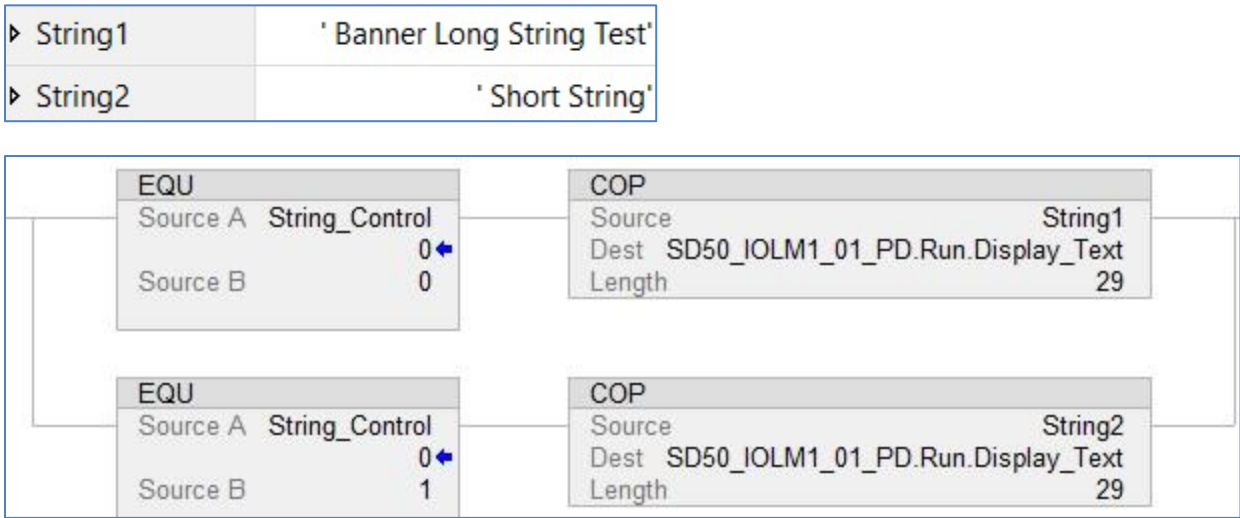 String1 ' Banner Long String Test'
String2 ' Short String'
EQU COP
Source A String_Control Source String1
0 Dest SD50_IOLM1_01_PD.Run.Display_Text
Source B 0 Length 29
EQU COP
Source A String_Control Source String2
0 Dest SD50_IOLM1_01_PD.Run.Display_Text
Source B 1 Length 29